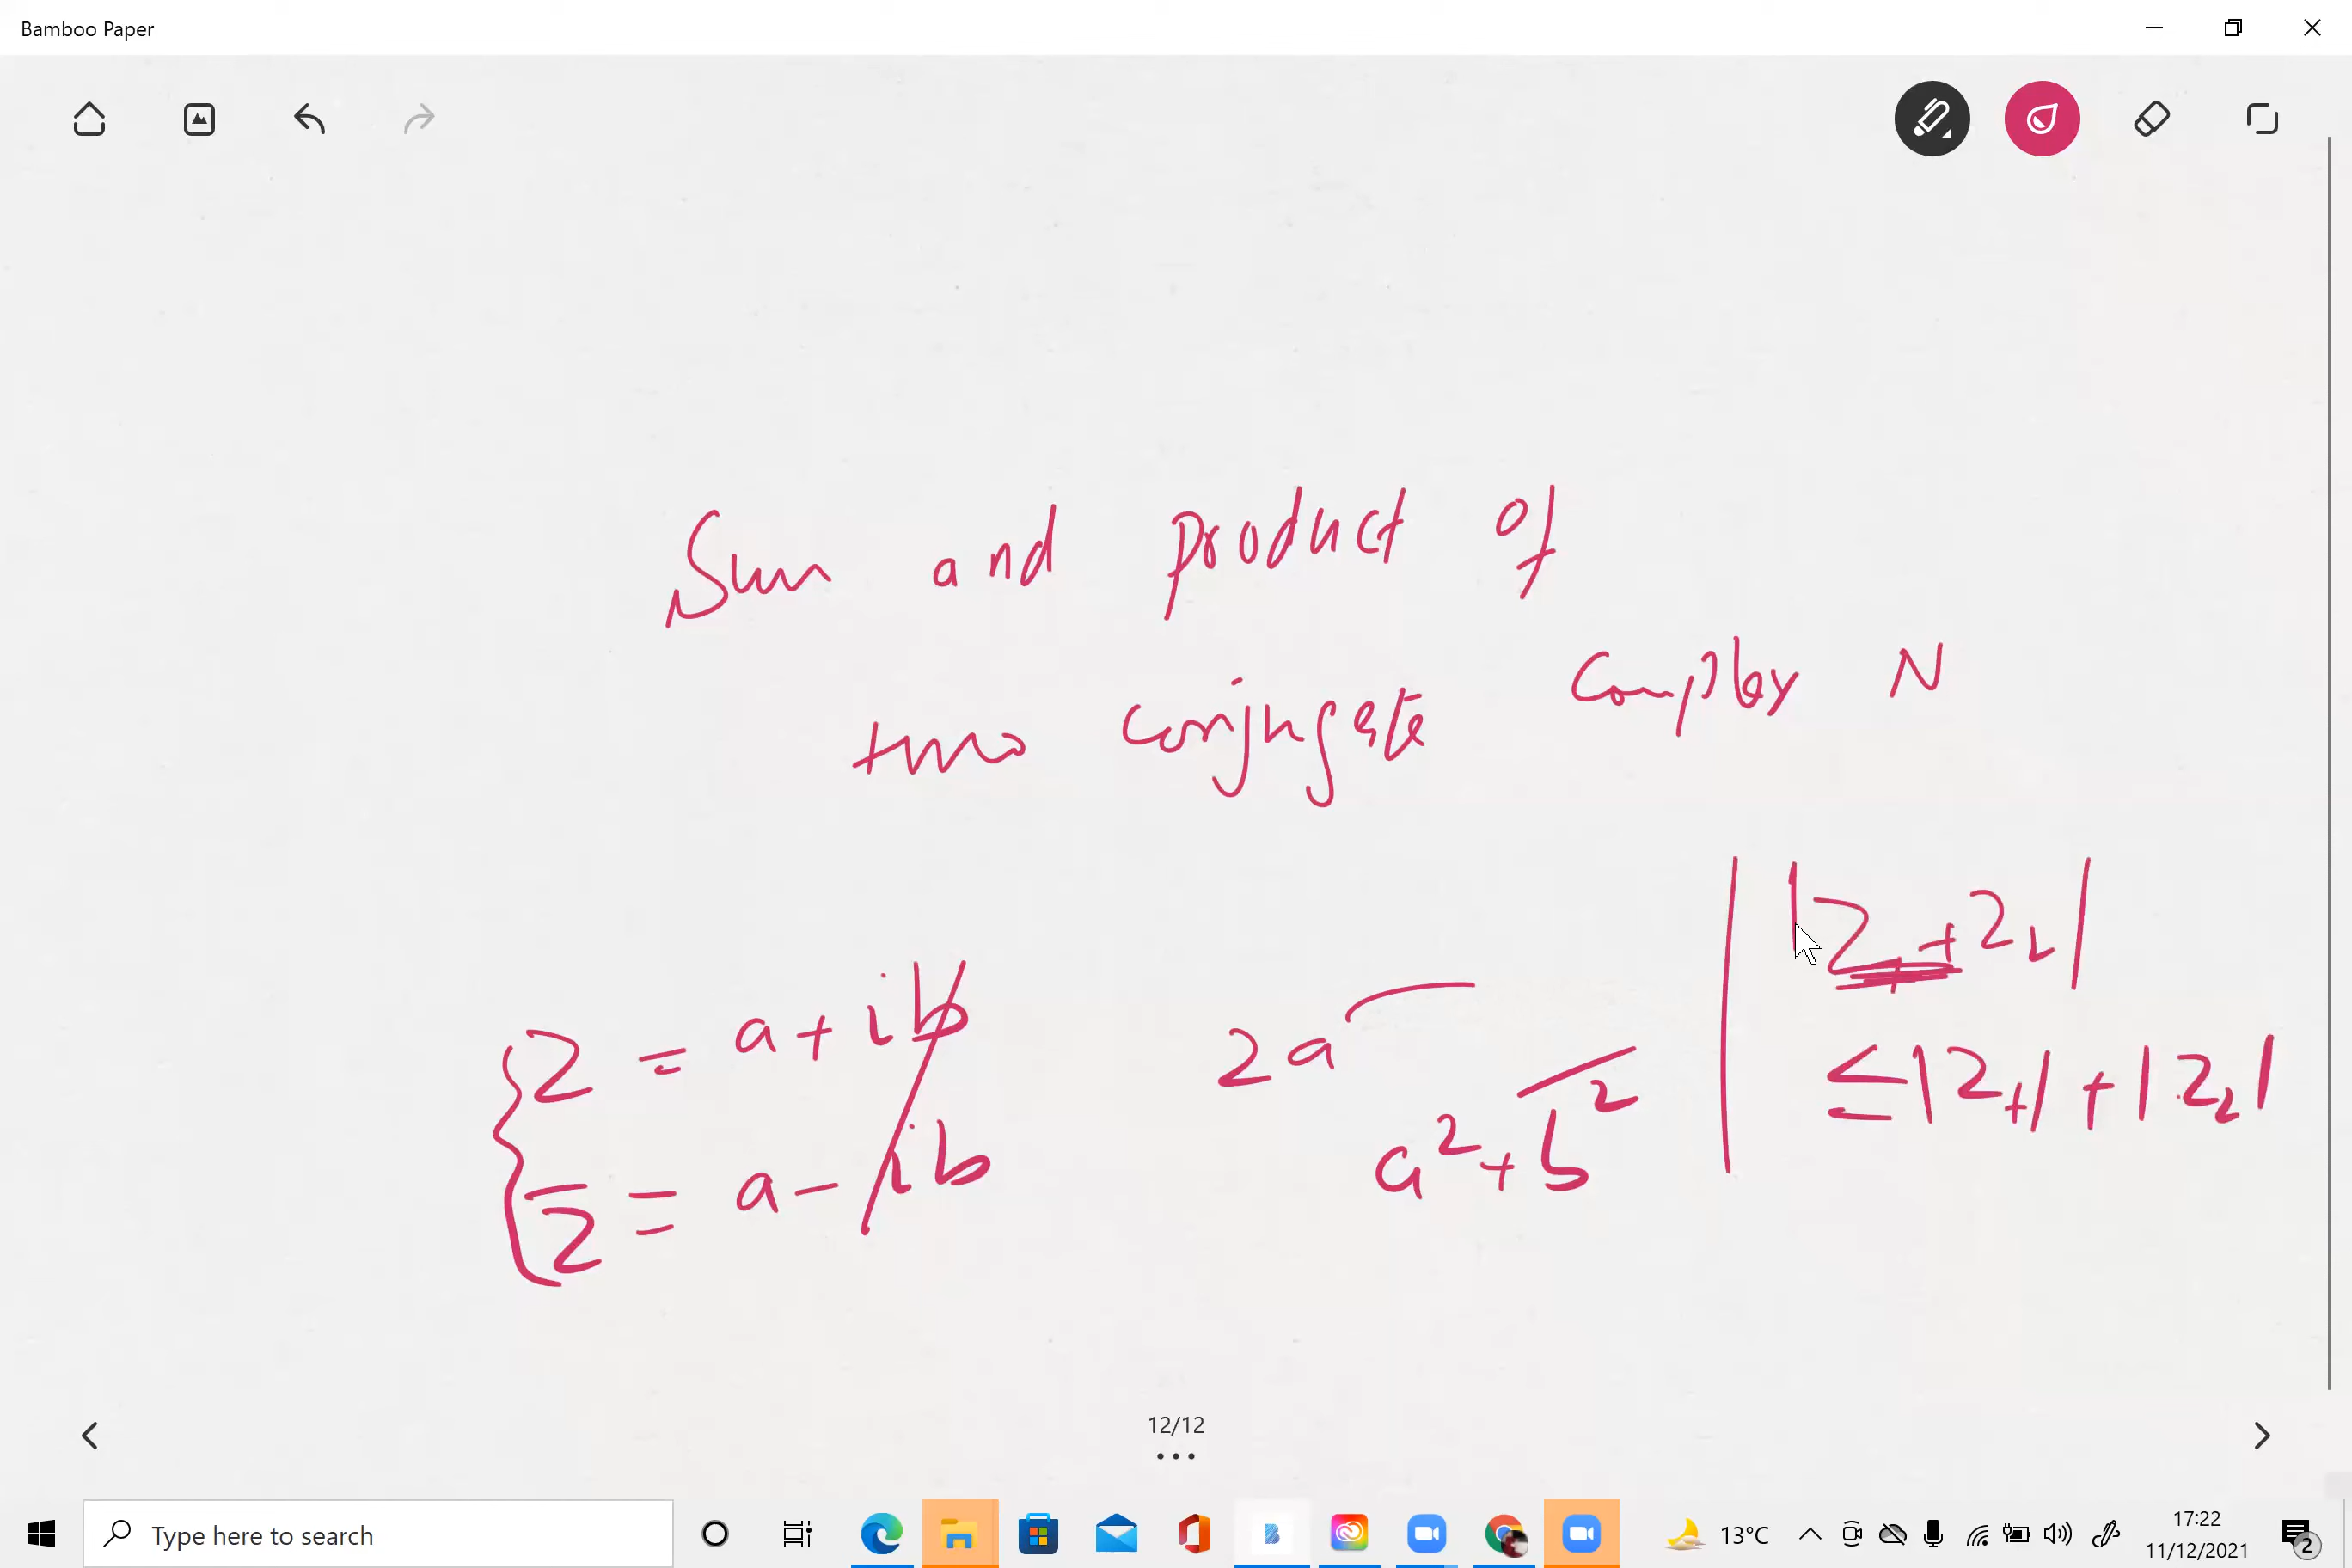 Bamboo Paper
Sum and product of
two conjugate complex N
z = a + ib
z̄ = a - ib
2a
a² + b²
|z₁ + z₂|
≤ |z₁| + |z₂|
12/12
Type here to search
13°C
17:22
11/12/2021
2